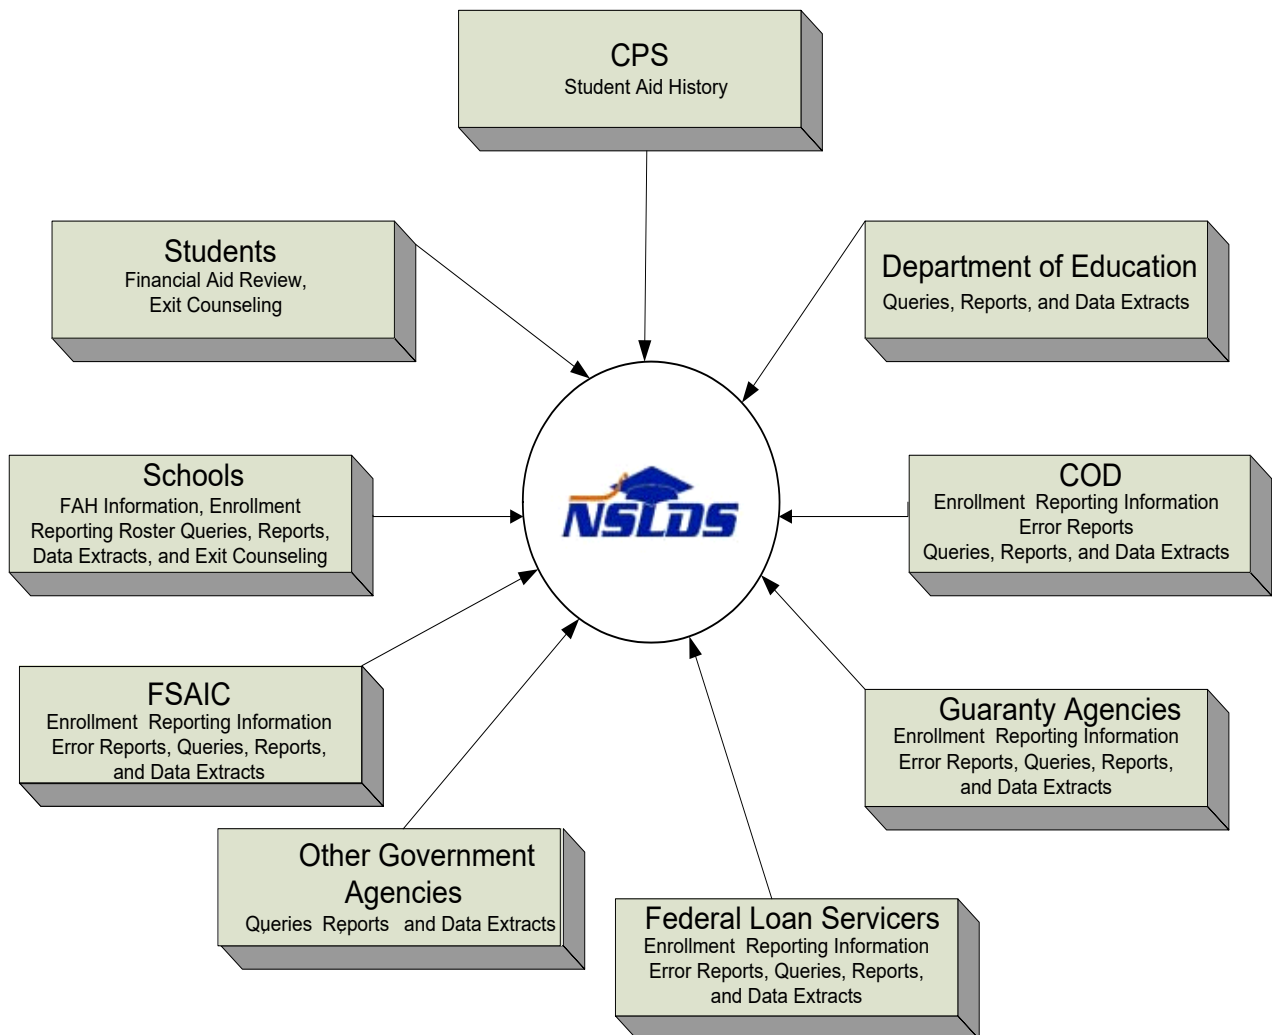 CPS
Student Aid History
Students
Financial Aid Review,
Exit Counseling
Department of Education
Queries, Reports, and Data Extracts
Schools
FAH Information, Enrollment
Reporting Roster Queries, Reports,
Data Extracts, and Exit Counseling
NSLDS
COD
Enrollment Reporting Information
Error Reports
Queries, Reports, and Data Extracts
FSAIC
Enrollment Reporting Information
Error Reports, Queries, Reports,
and Data Extracts
Guaranty Agencies
Enrollment Reporting Information
Error Reports, Queries, Reports,
and Data Extracts
Other Government
Agencies
Queries, Reports, and Data Extracts
Federal Loan Servicers
Enrollment Reporting Information
Error Reports, Queries, Reports,
and Data Extracts